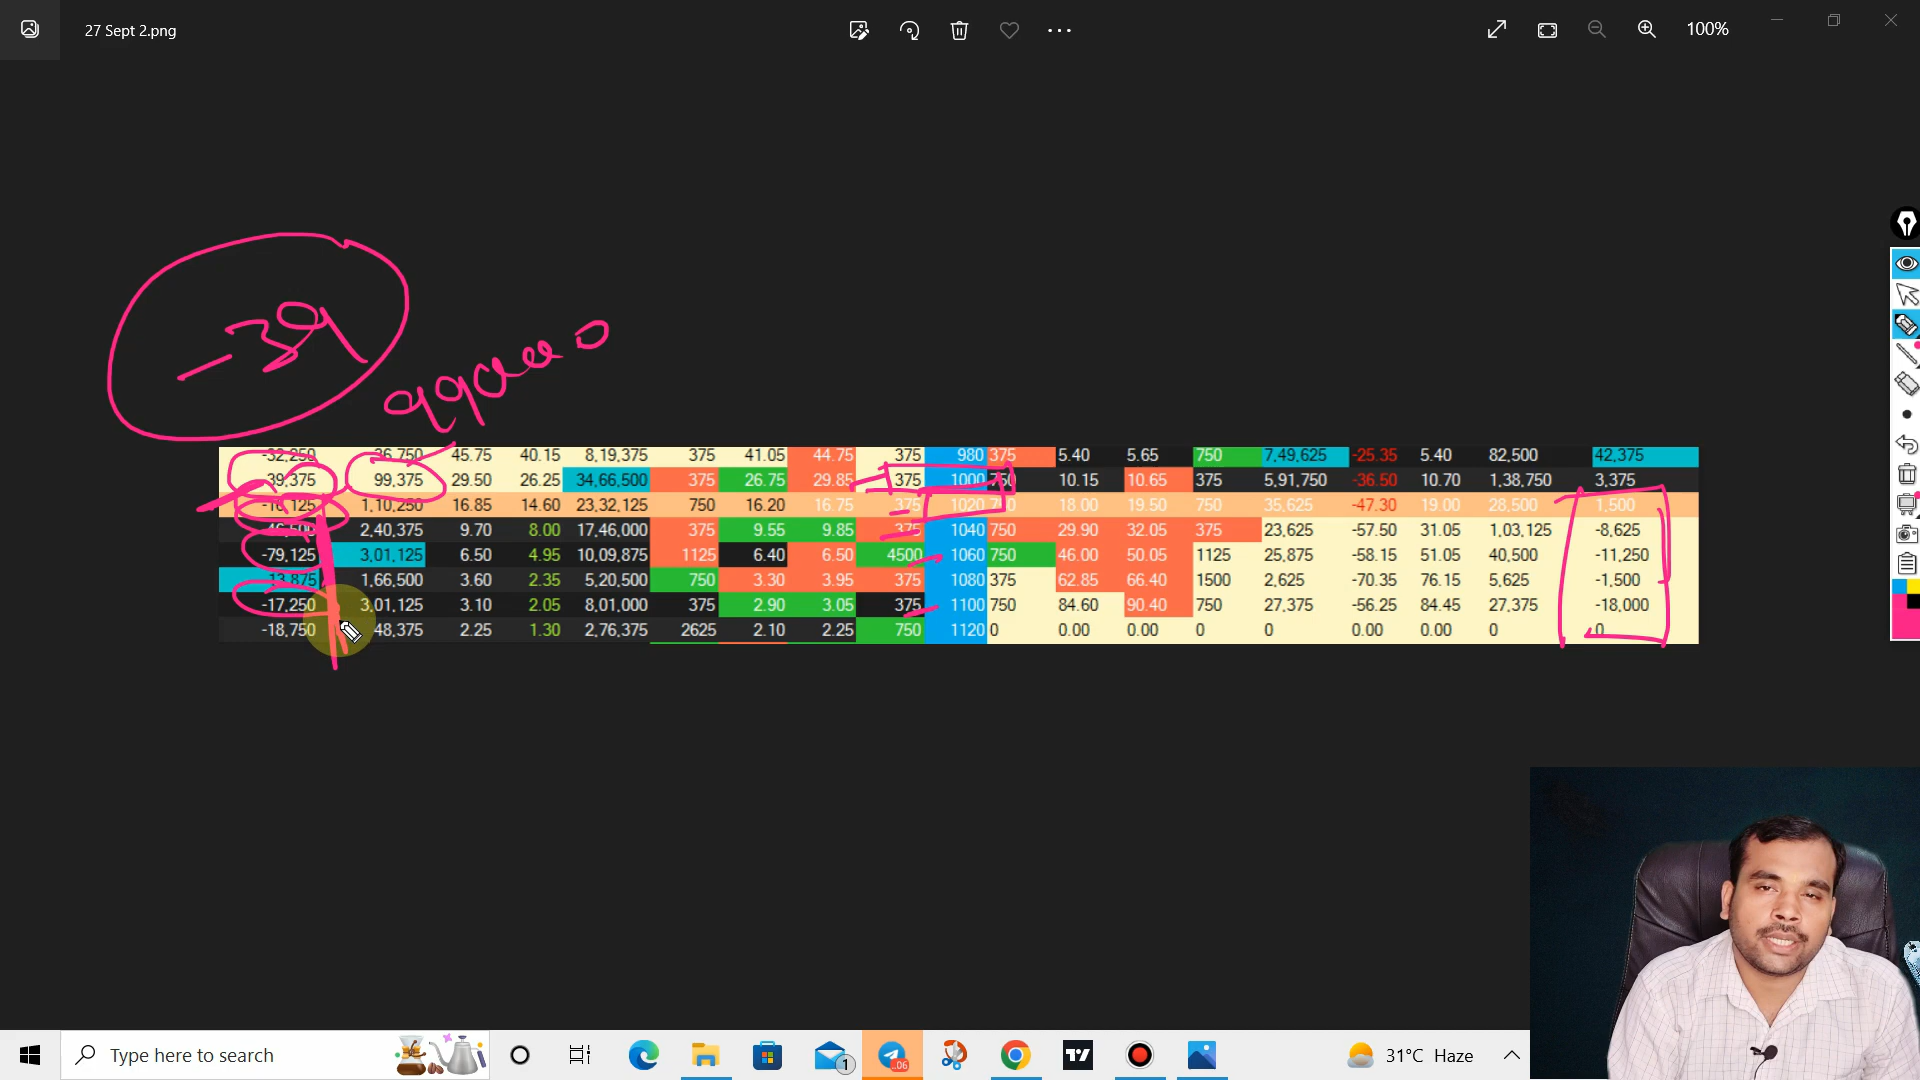 27 Sept 2.png
100%
-39
-32,250 36,750 45.75 40.15 8,19,375 375 41.05 44.75 375 980 375 5.40 5.65 750 7,49,625 -25.35 5.40 82,500 42,375
-39,375 99,375 29.50 26.25 34,66,500 375 26.75 29.85 375 1000 750 10.15 10.65 375 5,91,750 -36.50 10.70 1,38,750 3,375
1,10,250 16.85 14.60 23,32,125 750 16.20 16.75 375 1020 750 18.00 19.50 750 35,625 -47.30 19.00 28,500 1,500
2,40,375 9.70 8.00 17,46,000 375 9.55 9.85 375 1040 750 29.90 32.05 375 23,625 -57.50 31.05 1,03,125 -8,625
-79,125 3,01,125 6.50 4.95 10,09,875 1125 6.40 6.50 4500 1060 750 46.00 50.05 1125 25,875 -58.15 51.05 40,500 -11,250
13,875 1,66,500 3.60 2.35 5,20,500 750 3.30 3.95 375 1080 375 62.85 66.40 1500 2,625 -70.35 76.15 5,625 -1,500
-17,250 3,01,125 3.10 2.05 8,01,000 375 2.90 3.05 375 1100 750 84.60 90.40 750 27,375 -56.25 84.45 27,375 -18,000
-18,750 48,375 2.25 1.30 2,76,375 2625 2.10 2.25 750 1120 0 0.00 0.00 0 0 0.00 0.00 0 0
Type here to search
1
.06
31°C Haze